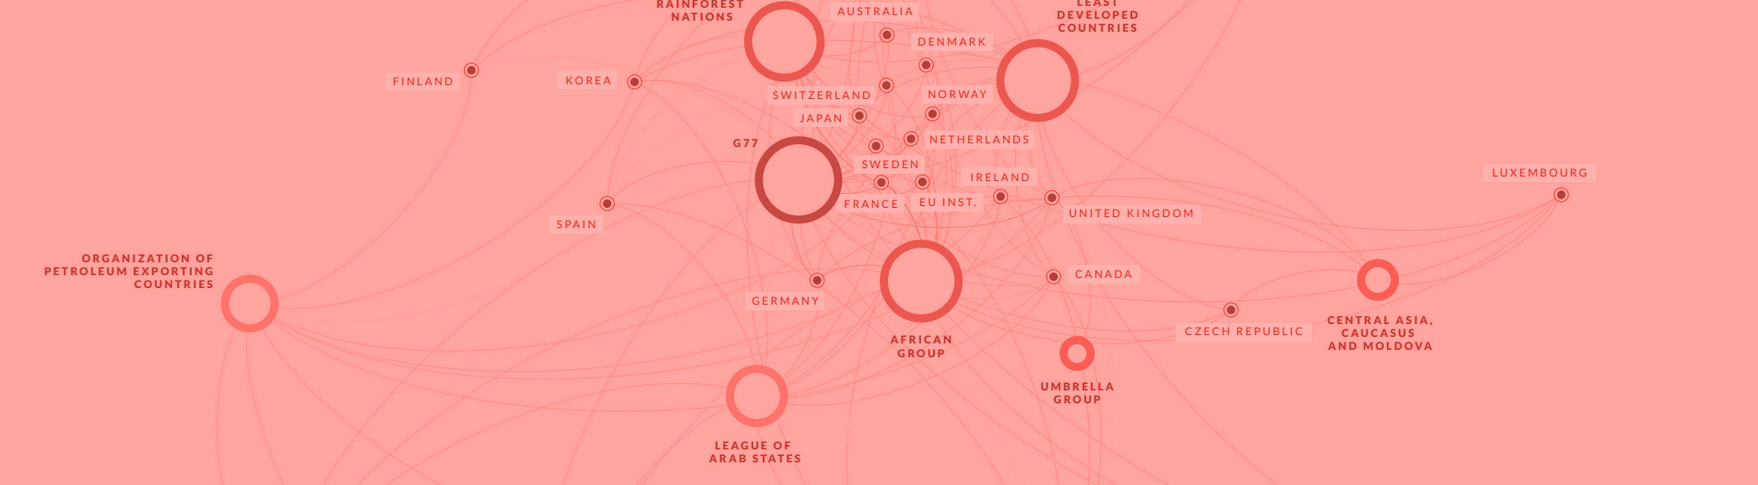 RAINFOREST
NATIONS
AUSTRALIA
LEAST
DEVELOPED
COUNTRIES
DENMARK
FINLAND
KOREA
SWITZERLAND
NORWAY
JAPAN
G77
NETHERLANDS
SWEDEN
IRELAND
LUXEMBOURG
FRANCE
EU INST.
UNITED KINGDOM
SPAIN
ORGANIZATION OF
PETROLEUM EXPORTING
COUNTRIES
CANADA
GERMANY
CENTRAL ASIA,
CAUCASUS
AND MOLDOVA
CZECH REPUBLIC
AFRICAN
GROUP
UMBRELLA
GROUP
LEAGUE OF
ARAB STATES